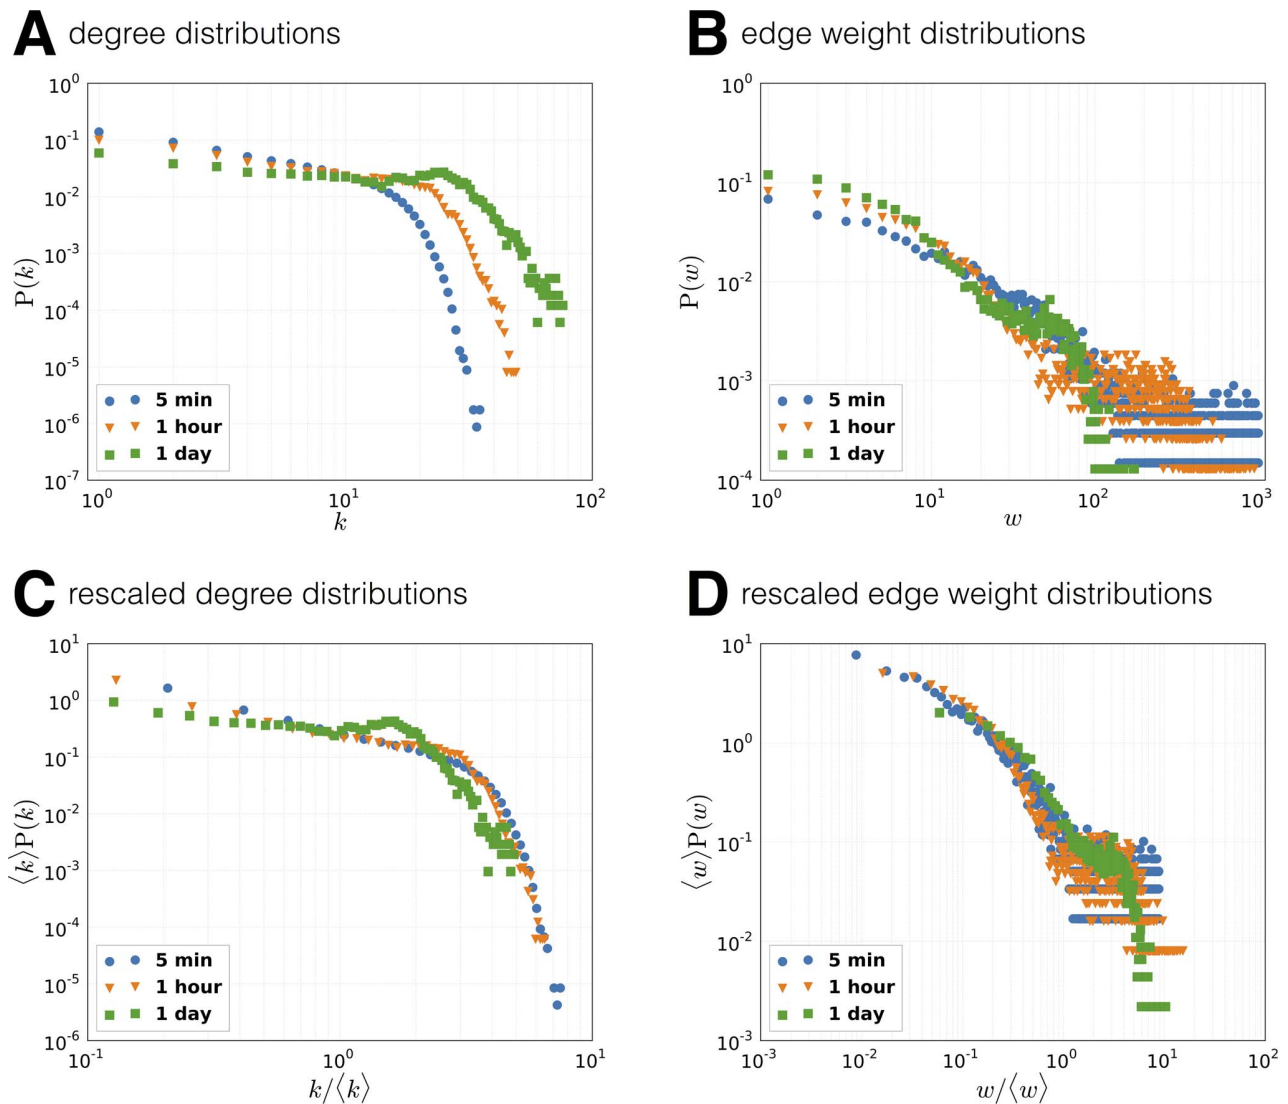 A degree distributions
10^0
10^-1
10^-2
10^-3
10^-4
10^-5
10^-6
10^-7
P(k)
5 min
1 hour
1 day
10^0 10^1 10^2
k
B edge weight distributions
10^0
10^-1
10^-2
10^-3
10^-4
P(w)
5 min
1 hour
1 day
10^0 10^1 10^2 10^3
w
C rescaled degree distributions
10^1
10^0
10^-1
10^-2
10^-3
10^-4
10^-5
10^-6
⟨k⟩P(k)
5 min
1 hour
1 day
10^-1 10^0 10^1
k/⟨k⟩
D rescaled edge weight distributions
10^1
10^0
10^-1
10^-2
10^-3
⟨w⟩P(w)
5 min
1 hour
1 day
10^-3 10^-2 10^-1 10^0 10^1 10^2
w/⟨w⟩